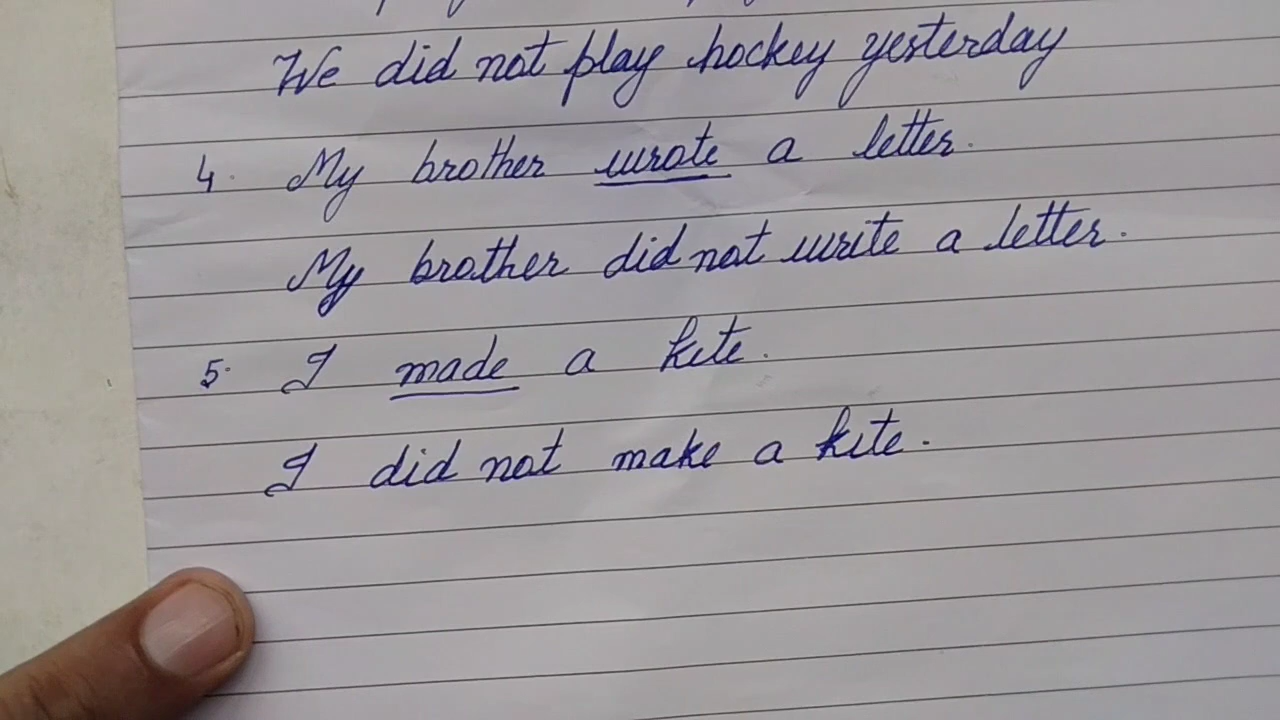 We did not play hockey yesterday
4. My brother wrote a letter.
My brother did not write a letter.
5. I made a kite.
I did not make a kite.